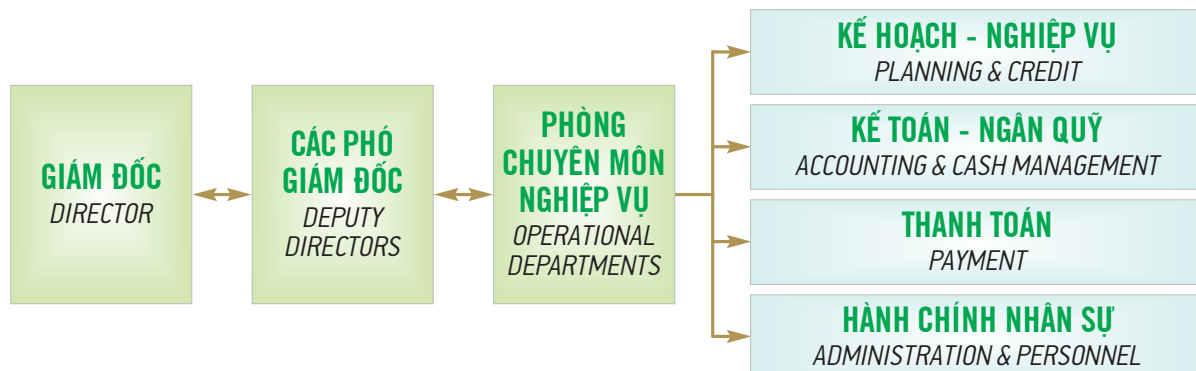 GIÁM ĐỐC
DIRECTOR
CÁC PHÓ
GIÁM ĐỐC
DEPUTY
DIRECTORS
PHÒNG
CHUYÊN MÔN
NGHIỆP VỤ
OPERATIONAL
DEPARTMENTS
KẾ HOẠCH - NGHIỆP VỤ
PLANNING & CREDIT
KẾ TOÁN - NGÂN QUỸ
ACCOUNTING & CASH MANAGEMENT
THANH TOÁN
PAYMENT
HÀNH CHÍNH NHÂN SỰ
ADMINISTRATION & PERSONNEL